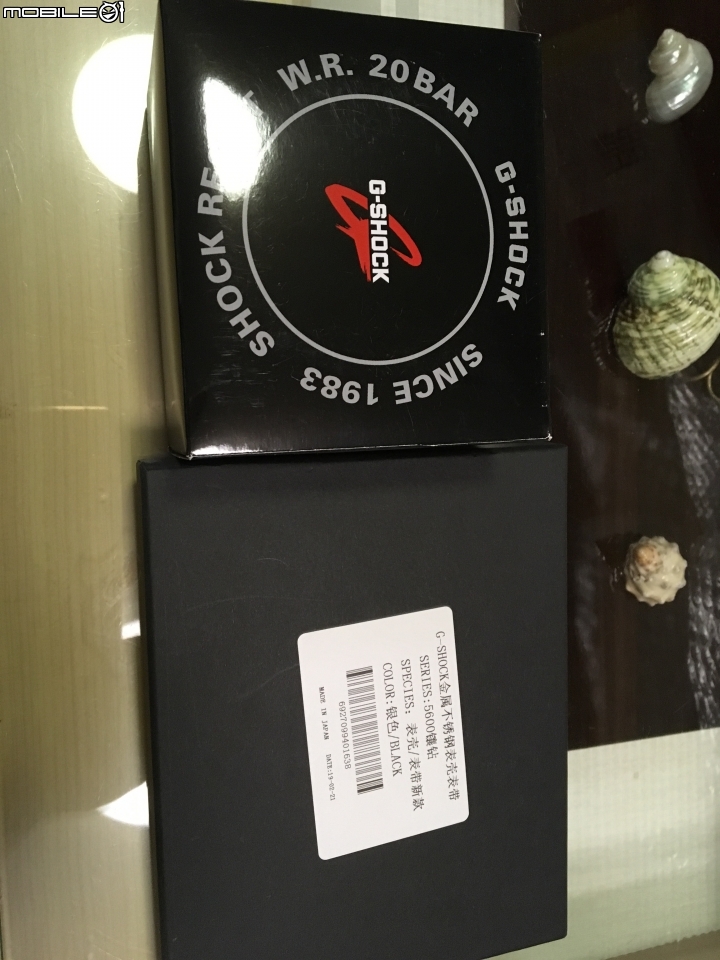 MOBILE01
SHOCK RE T W.R. 20BAR G-SHOCK SINCE 1983
G-SHOCK
G-SHOCK金属不锈钢表壳表带
SERIES:5600镶钻
SPECIES: 表壳/表带新款
COLOR:银色/BLACK
6927099401638
MADE IN JAPAN DATE:19-02-21